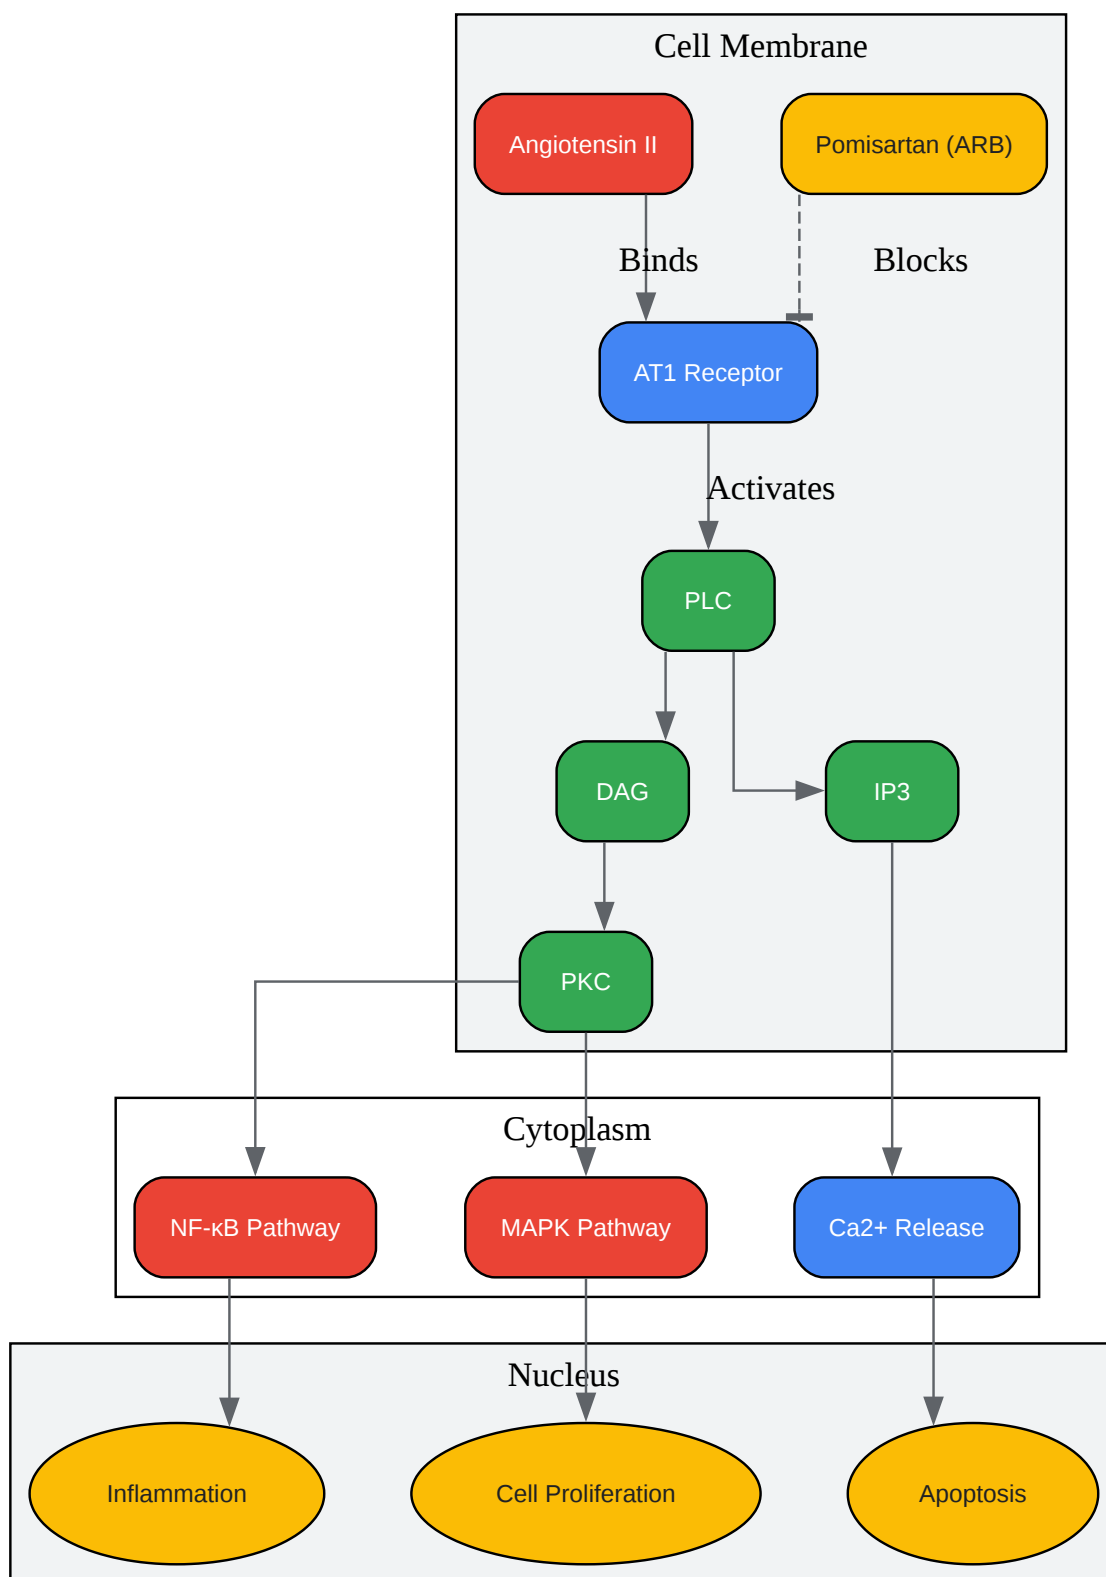 Cell Membrane
Angiotensin II
Pomisartan (ARB)
Binds
Blocks
AT1 Receptor
Activates
PLC
DAG
IP3
PKC
Cytoplasm
NF-κB Pathway
MAPK Pathway
Ca2+ Release
Nucleus
Inflammation
Cell Proliferation
Apoptosis